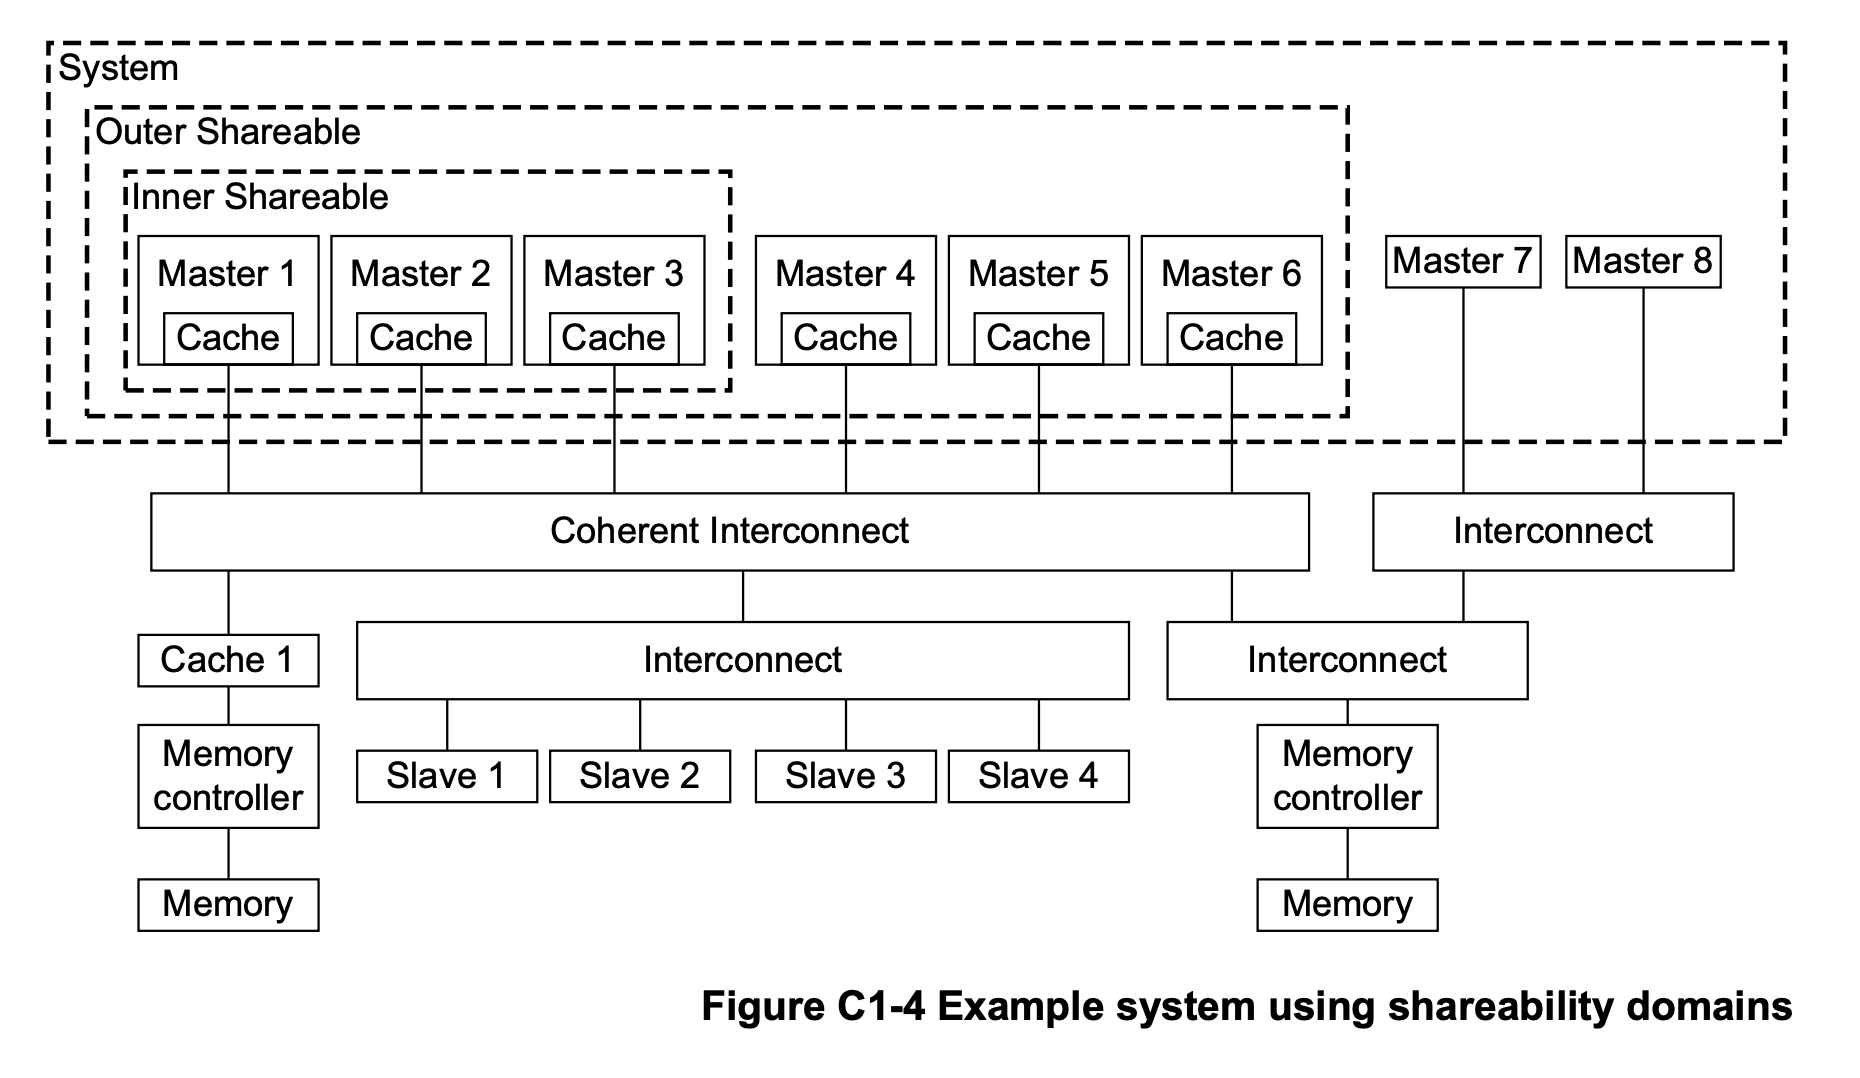 System
Outer Shareable
Inner Shareable
Master 1
Cache
Master 2
Cache
Master 3
Cache
Master 4
Cache
Master 5
Cache
Master 6
Cache
Master 7
Master 8
Coherent Interconnect
Interconnect
Cache 1
Interconnect
Interconnect
Memory
controller
Slave 1
Slave 2
Slave 3
Slave 4
Memory
controller
Memory
Memory
Figure C1-4 Example system using shareability domains